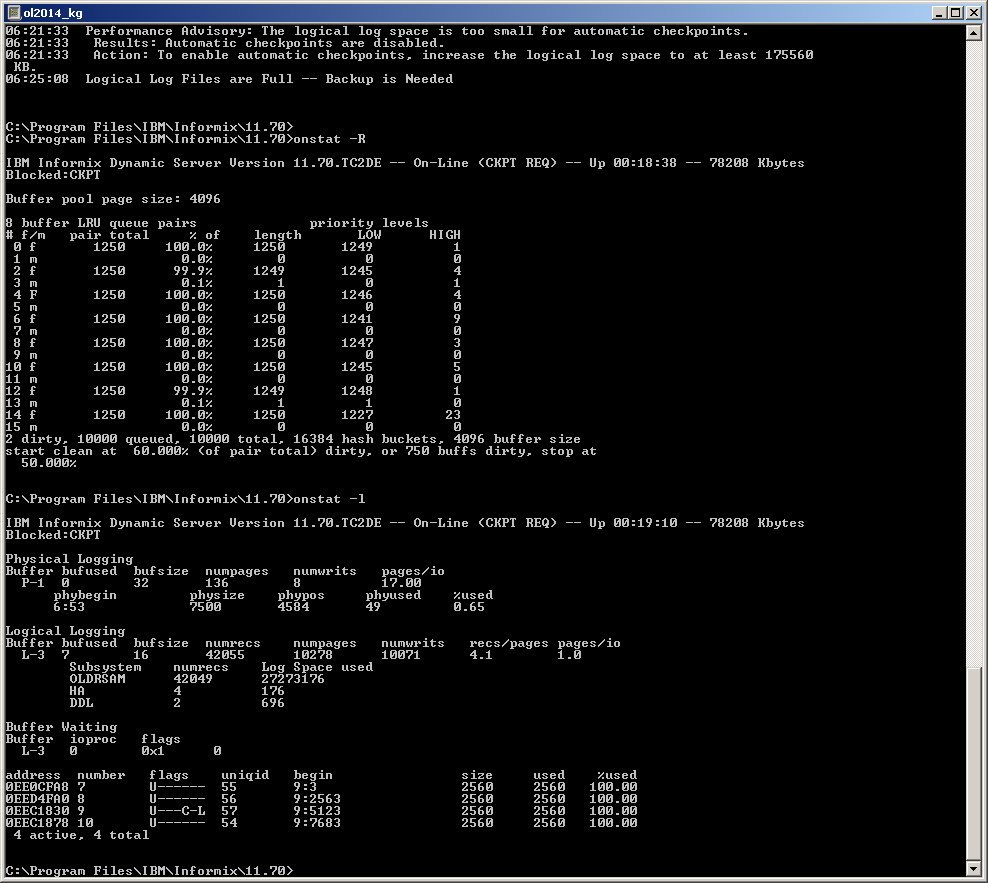 ol2014_kg
06:21:33  Performance Advisory: The logical log space is too small for automatic checkpoints.
06:21:33   Results: Automatic checkpoints are disabled.
06:21:33   Action: To enable automatic checkpoints, increase the logical log space to at least 175560
 KB.
06:25:08  Logical Log Files are Full -- Backup is Needed
C:\Program Files\IBM\Informix\11.70>
C:\Program Files\IBM\Informix\11.70>onstat -R
IBM Informix Dynamic Server Version 11.70.TC2DE -- On-Line (CKPT REQ) -- Up 00:18:38 -- 78208 Kbytes
Blocked:CKPT
Buffer pool page size: 4096
8 buffer LRU queue pairs              priority levels
# f/m   pair total     % of    length       LOW      HIGH
 0 f       1250     100.0%     1250       1249          1
 1 m                  0.0%        0          0          0
 2 f       1250      99.9%     1249       1245          4
 3 m                  0.1%        1          0          1
 4 F       1250     100.0%     1250       1246          4
 5 m                  0.0%        0          0          0
 6 f       1250     100.0%     1250       1241          9
 7 m                  0.0%        0          0          0
 8 f       1250     100.0%     1250       1247          3
 9 m                  0.0%        0          0          0
10 f       1250     100.0%     1250       1245          5
11 m                  0.0%        0          0          0
12 f       1250      99.9%     1249       1248          1
13 m                  0.1%        1          1          0
14 f       1250     100.0%     1250       1227         23
15 m                  0.0%        0          0          0
2 dirty, 10000 queued, 10000 total, 16384 hash buckets, 4096 buffer size
start clean at  60.000% (of pair total) dirty, or 750 buffs dirty, stop at
  50.000%
C:\Program Files\IBM\Informix\11.70>onstat -l
IBM Informix Dynamic Server Version 11.70.TC2DE -- On-Line (CKPT REQ) -- Up 00:19:10 -- 78208 Kbytes
Blocked:CKPT
Physical Logging
Buffer bufused  bufsize  numpages   numwrits   pages/io
  P-1  0        32       136        8          17.00
      phybegin         physize    phypos     phyused    %used
      6:53             7500       4584       49         0.65
Logical Logging
Buffer bufused  bufsize  numrecs    numpages   numwrits   recs/pages pages/io
  L-3  7        16       42055      10278      10071      4.1        1.0
        Subsystem    numrecs    Log Space used
        OLDRSAM      42049      27273176
        HA           4          176
        DDL          2          696
Buffer Waiting
Buffer  ioproc   flags
  L-3   0        0x1      0
address  number   flags    uniqid   begin                size     used    %used
0EE0CFA8 7        U------  55       9:3                  2560     2560   100.00
0EED4FA0 8        U------  56       9:2563               2560     2560   100.00
0EEC1830 9        U---C-L  57       9:5123               2560     2560   100.00
0EEC1878 10       U------  54       9:7683               2560     2560   100.00
 4 active, 4 total
C:\Program Files\IBM\Informix\11.70>